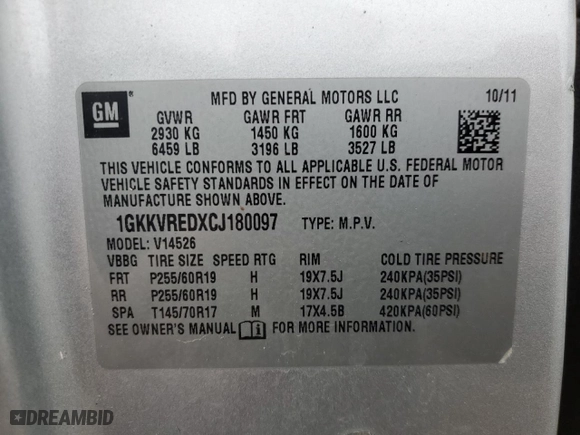 GM
MFD BY GENERAL MOTORS LLC 10/11
GVWR GAWR FRT GAWR RR
2930 KG 1450 KG 1600 KG
6459 LB 3196 LB 3527 LB
THIS VEHICLE CONFORMS TO ALL APPLICABLE U.S. FEDERAL MOTOR
VEHICLE SAFETY STANDARDS IN EFFECT ON THE DATE OF
MANUFACTURE SHOWN ABOVE.
1GKKVREDXCJ180097 TYPE: M.P.V.
MODEL: V14526
VBBG TIRE SIZE SPEED RTG RIM COLD TIRE PRESSURE
FRT P255/60R19 H 19X7.5J 240KPA(35PSI)
RR P255/60R19 H 19X7.5J 240KPA(35PSI)
SPA T145/70R17 M 17X4.5B 420KPA(60PSI)
SEE OWNER'S MANUAL FOR MORE INFORMATION.
DREAMBID